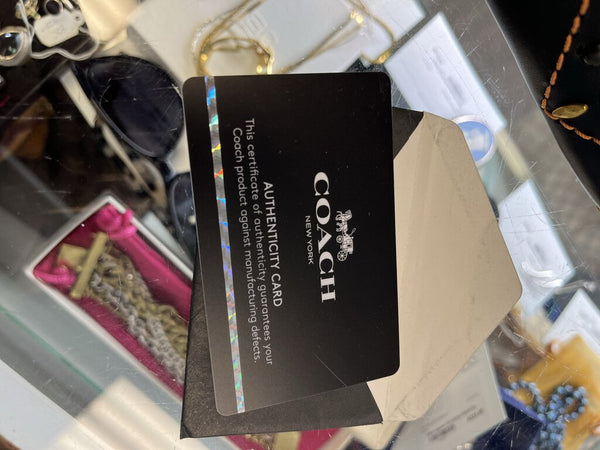 COACH
NEW YORK
AUTHENTICITY CARD
This certificate of authenticity guarantees your
Coach product against manufacturing defects.